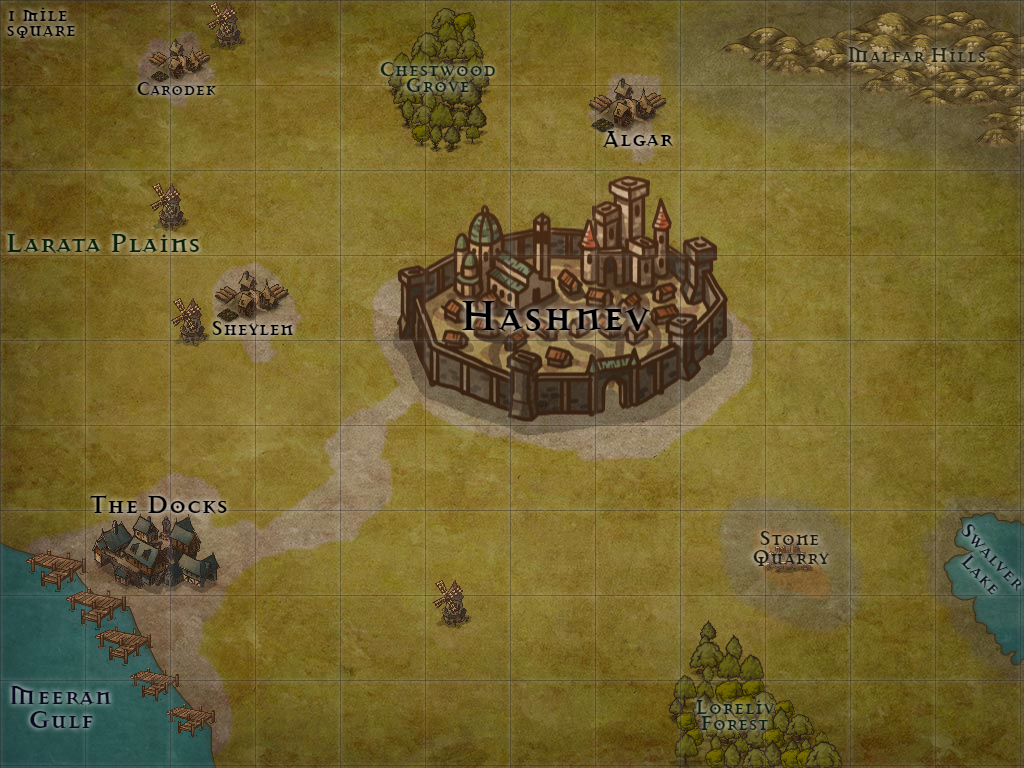 1 Mile
Square
Carodek
Chestwood
Grove
Malfar Hills
Algar
Larata Plains
Sheylen
Hashnev
The Docks
Stone
Quarry
Swalver
Lake
Meeran
Gulf
Loreliv
Forest